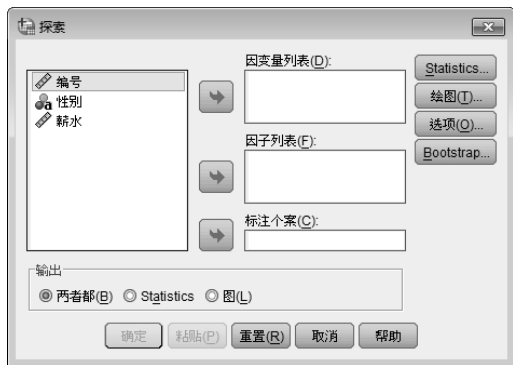 探索
编号
性别
薪水
因变量列表(D):
因子列表(F):
标注个案(C):
Statistics...
绘图(T)...
选项(O)...
Bootstrap...
输出
两者都(B) Statistics 图(L)
确定 粘贴(P) 重置(R) 取消 帮助